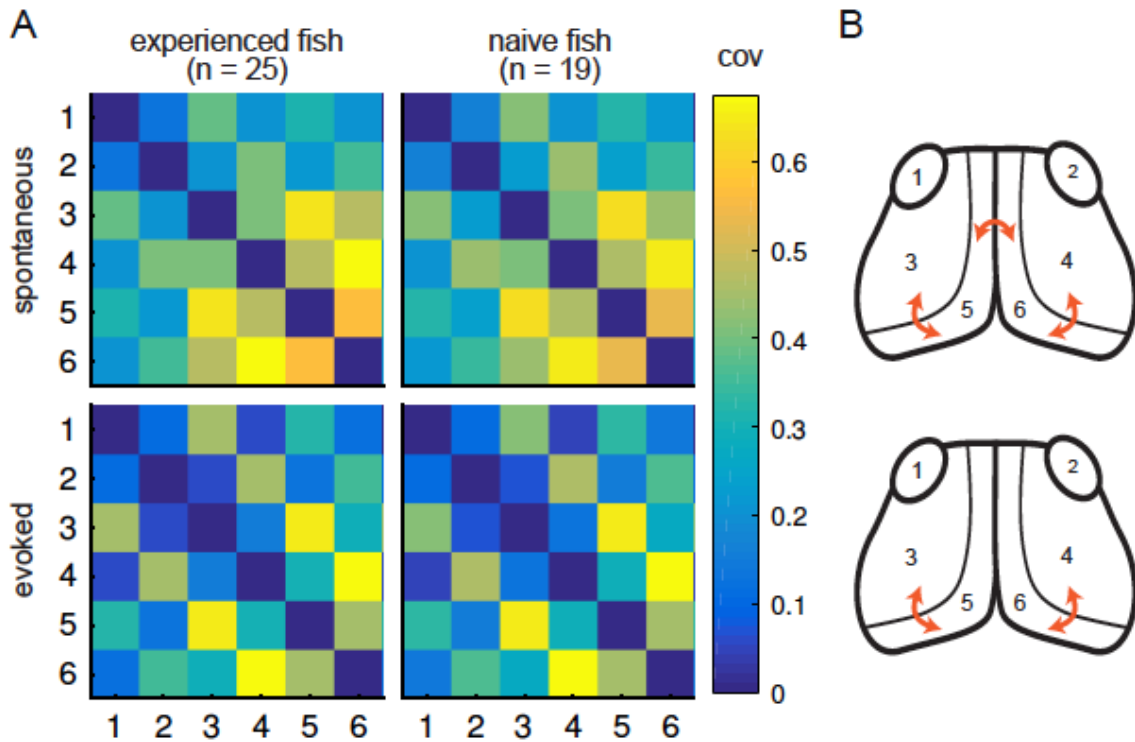 A
B
experienced fish
(n = 25)
naive fish
(n = 19)
cov
spontaneous
1
2
3
4
5
6
evoked
1
2
3
4
5
6
1 2 3 4 5 6
1 2 3 4 5 6
0.6
0.5
0.4
0.3
0.2
0.1
0
1 2
3 4
5 6
1 2
3 4
5 6